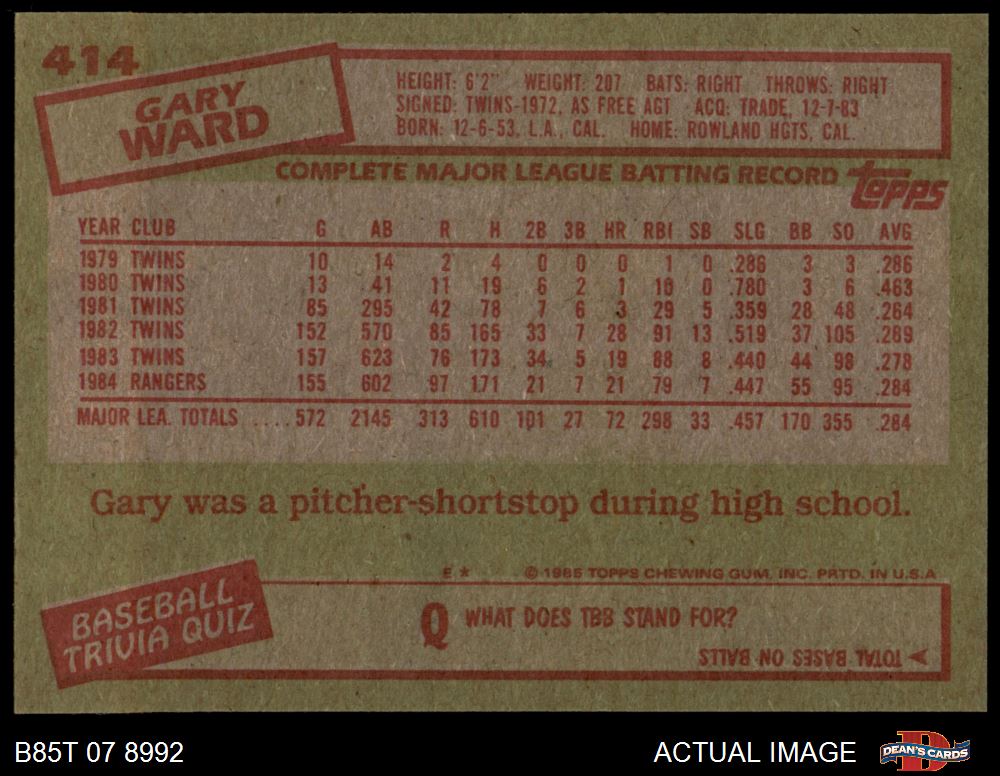 414
GARY
WARD
HEIGHT: 6'2" WEIGHT: 207 BATS: RIGHT THROWS: RIGHT
SIGNED: TWINS-1972, AS FREE AGT ACQ: TRADE, 12-7-83
BORN: 12-6-53, L.A., CAL. HOME: ROWLAND HGTS, CAL.
COMPLETE MAJOR LEAGUE BATTING RECORD topps
YEAR CLUB G AB R H 2B 3B HR RBI SB SLG BB SO AVG
1979 TWINS 10 14 2 4 0 0 0 1 0 .286 3 3 .286
1980 TWINS 13 41 11 19 6 2 1 10 0 .780 3 6 .463
1981 TWINS 85 295 42 78 7 6 3 29 5 .359 28 48 .264
1982 TWINS 152 570 85 165 33 7 28 91 13 .519 37 105 .289
1983 TWINS 157 623 76 173 34 5 19 88 8 .440 44 98 .278
1984 RANGERS 155 602 97 171 21 7 21 79 7 .447 55 95 .284
MAJOR LEA. TOTALS ....572 2145 313 610 101 27 72 298 33 .457 170 355 .284
Gary was a pitcher-shortstop during high school.
E * © 1985 TOPPS CHEWING GUM, INC. PRTD. IN U.S.A.
BASEBALL
TRIVIA QUIZ
Q WHAT DOES TBB STAND FOR?
TOTAL BASES ON BALLS
B85T 07 8992
ACTUAL IMAGE
D
DEAN'S CARDS